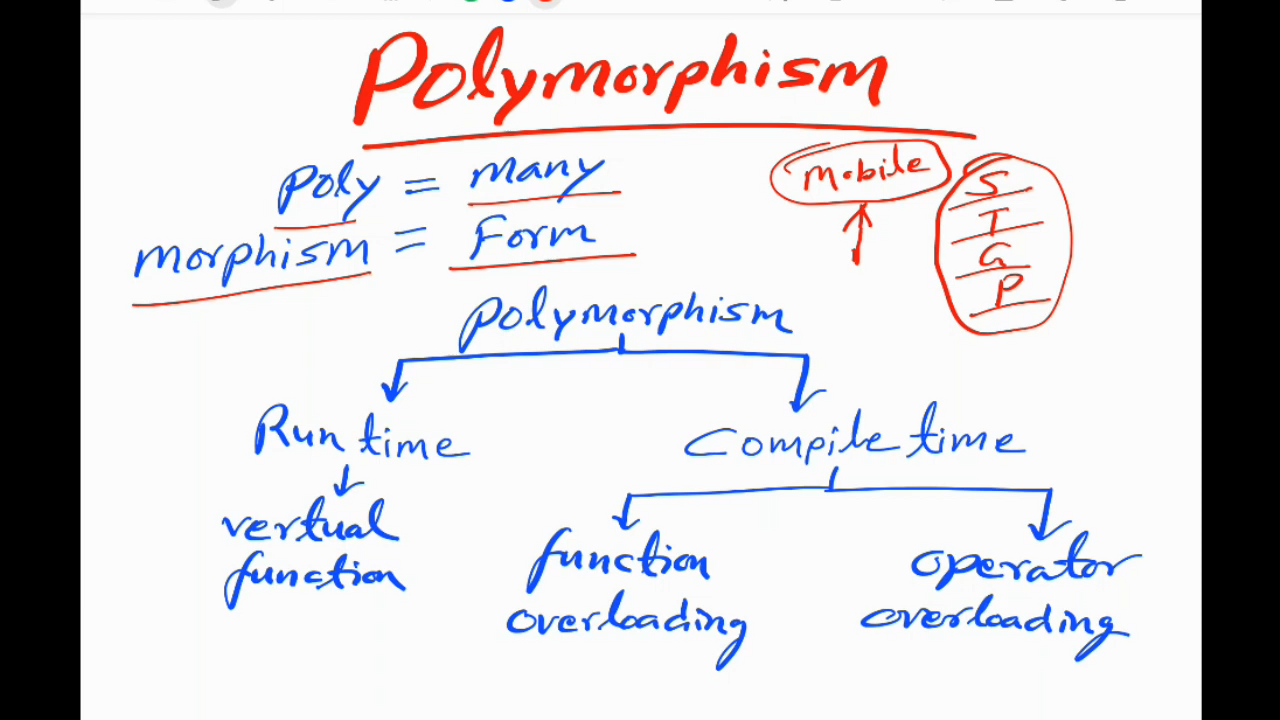 Polymorphism
Poly = many
morphism = Form
mobile
S
T
G
P
Polymorphism
Run time
Compile time
vertual
function
function
overloading
operator
overloading